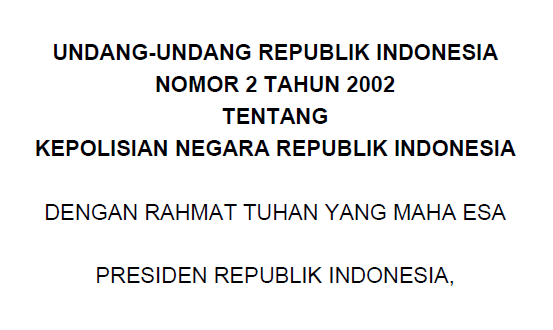 UNDANG-UNDANG REPUBLIK INDONESIA
NOMOR 2 TAHUN 2002
TENTANG
KEPOLISIAN NEGARA REPUBLIK INDONESIA
DENGAN RAHMAT TUHAN YANG MAHA ESA
PRESIDEN REPUBLIK INDONESIA,